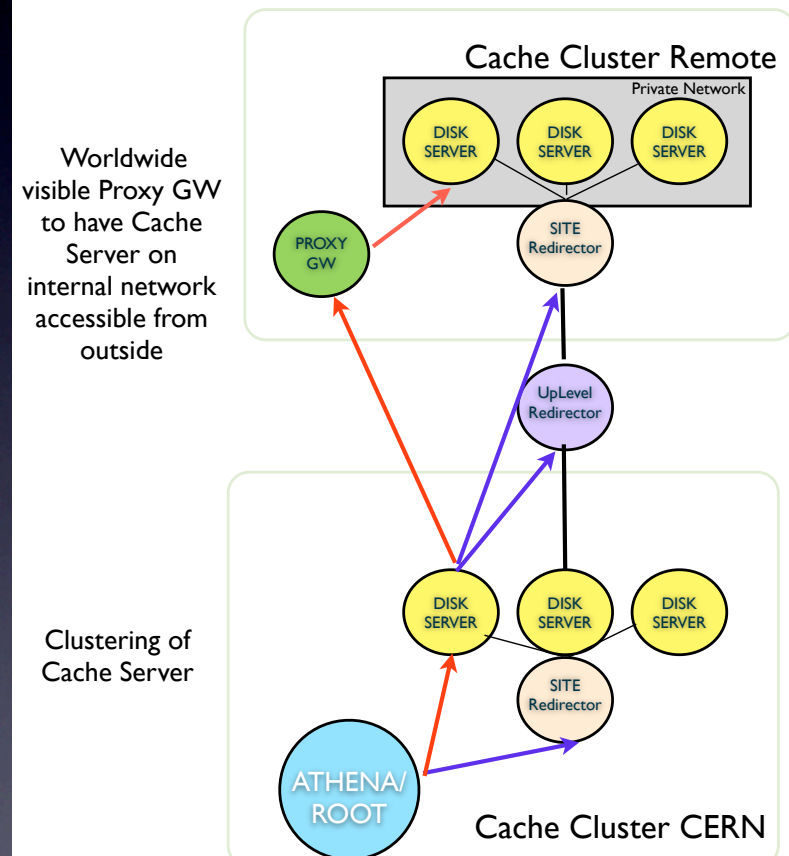 Cache Cluster Remote
Private Network
DISK
SERVER
DISK
SERVER
DISK
SERVER
Worldwide
visible Proxy GW
to have Cache
Server on
internal network
accessible from
outside
PROXY
GW
SITE
Redirector
UpLevel
Redirector
DISK
SERVER
DISK
SERVER
DISK
SERVER
Clustering of
Cache Server
SITE
Redirector
ATHENA/
ROOT
Cache Cluster CERN